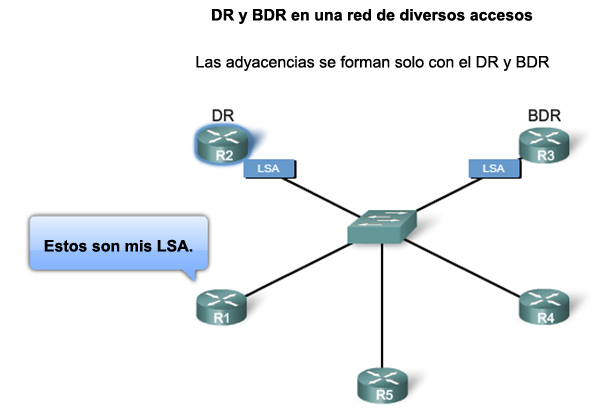 DR y BDR en una red de diversos accesos
Las adyacencias se forman solo con el DR y BDR
DR
BDR
R2
R3
LSA
LSA
Estos son mis LSA.
R1
R4
R5